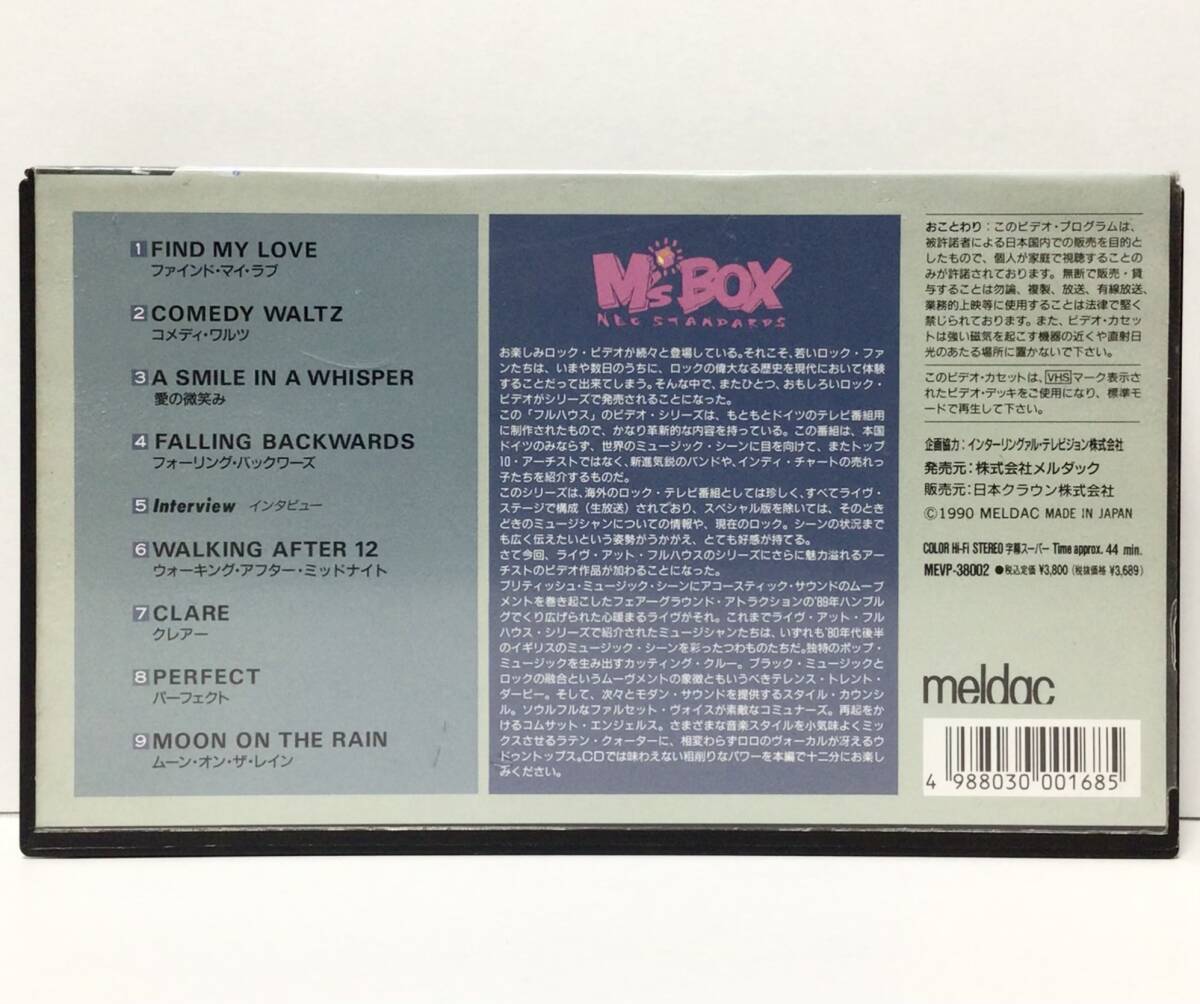 1 FIND MY LOVE
ファインド・マイ・ラブ
2 COMEDY WALTZ
コメディ・ワルツ
3 A SMILE IN A WHISPER
愛の微笑み
4 FALLING BACKWARDS
フォーリング・バックワーズ
5 Interview インタビュー
6 WALKING AFTER 12
ウォーキング・アフター・ミッドナイト
7 CLARE
クレアー
8 PERFECT
パーフェクト
9 MOON ON THE RAIN
ムーン・オン・ザ・レイン
M's BOX
NEO STANDARDS
お楽しみロック・ビデオが続々と登場している。それこそ、若いロック・ファ
ンたちは、いまや数日のうちに、ロックの偉大なる歴史を現代において体験
することだって出来てしまう。そんな中で、またひとつ、おもしろいロック・
ビデオがシリーズで発売されることになった。
この「フルハウス」のビデオ・シリーズは、もともとドイツのテレビ番組用
に制作されたもので、かなり革新的な内容を持っている。この番組は、本国
ドイツのみならず、世界のミュージック・シーンに目を向けて、またトップ
10・アーチストではなく、新進気鋭のバンドや、インディ・チャートの売れっ
子たちを紹介するものだ。
このシリーズは、海外のロック・テレビ番組としては珍しく、すべてライヴ・
ステージで構成（生放送）されており、スペシャル版を除いては、そのとき
どきのミュージシャンについての情報や、現在のロック。シーンの状況まで
も広く伝えたいという姿勢がうかがえ、とても好感が持てる。
さて今回、ライヴ・アット・フルハウスのシリーズにさらに魅力溢れるアー
チストのビデオ作品が加わることになった。
ブリティッシュ・ミュージック・シーンにアコースティック・サウンドのムーブ
メントを巻き起こしたフェアーグラウンド・アトラクションの'89年ハンブル
グでくり広げられた心暖まるライヴがそれ。これまでライヴ・アット・フル
ハウス・シリーズで紹介されたミュージシャンたちは、いずれも'80年代後半
のイギリスのミュージック・シーンを彩ったつわものたちだ。独特のポップ・
ミュージックを生み出すカッティング・クルー。ブラック・ミュージックと
ロックの融合というムーヴメントの象徴ともいうべきテレンス・トレント・
ダービー。そして、次々とモダン・サウンドを提供するスタイル・カウンシ
ル。ソウルフルなファルセット・ヴォイスが素敵なコミュナーズ。再起をか
けるコムサット・エンジェルス。さまざまな音楽スタイルを小気味よくミッ
クスさせるラテン・クォーターに、相変わらずロロのヴォーカルが冴えるウ
ドゥントップス。CDでは味わえない粗削りなパワーを本編で十二分にお楽し
みください。
おことわり：このビデオ・プログラムは、
被許諾者による日本国内での販売を目的と
したもので、個人が家庭で視聴することの
みが許諾されております。無断で販売・賃
与することは勿論、複製、放送、有線放送、
業務的上映等に使用することは法律で堅く
禁じられております。また、ビデオ・カセッ
トは強い磁気を起こす機器の近くや直射日
光のあたる場所に置かないで下さい。
このビデオ・カセットは、VHSマーク表示さ
れたビデオ・デッキをご使用になり、標準モ
ードで再生して下さい。
企画協力：インターリングァル・テレビジョン株式会社
発売元：株式会社メルダック
販売元：日本クラウン株式会社
©1990 MELDAC MADE IN JAPAN
COLOR Hi-Fi STEREO 字幕スーパー Time approx. 44 min.
MEVP-38002 ●税込定価 ¥3,800（税抜価格 ¥3,689）
meldac
4 988030 001685